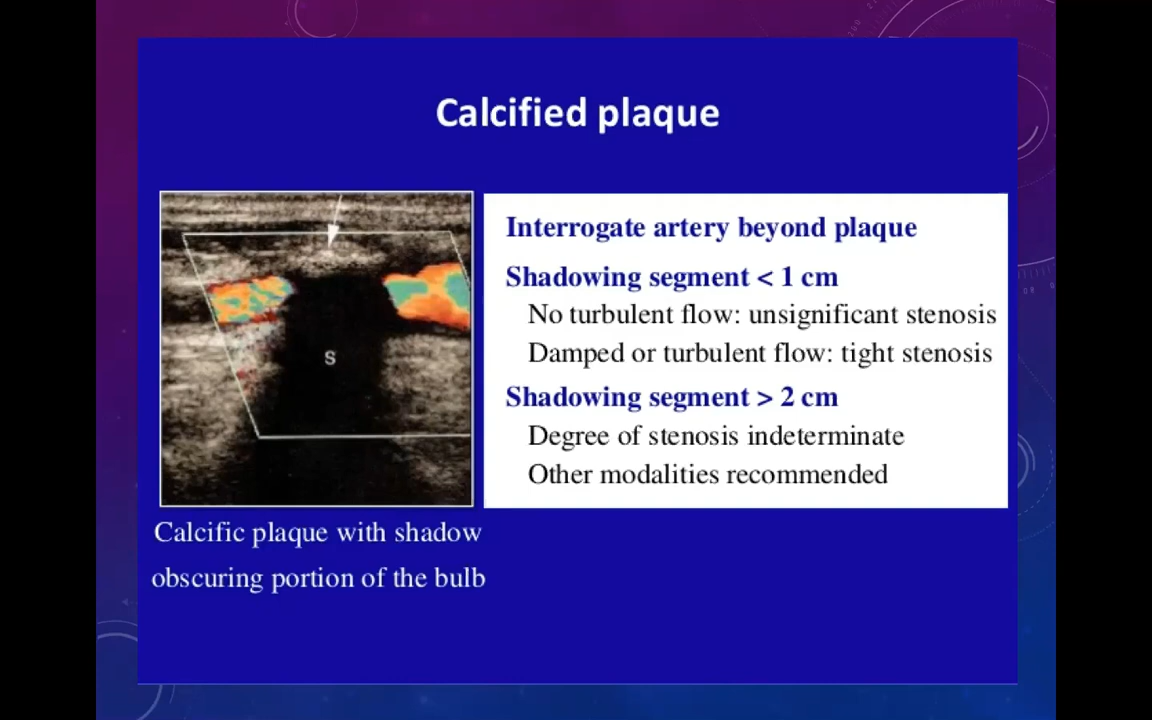 Calcified plaque
S
Interrogate artery beyond plaque
Shadowing segment < 1 cm
No turbulent flow: unsignificant stenosis
Damped or turbulent flow: tight stenosis
Shadowing segment > 2 cm
Degree of stenosis indeterminate
Other modalities recommended
Calcific plaque with shadow
obscuring portion of the bulb